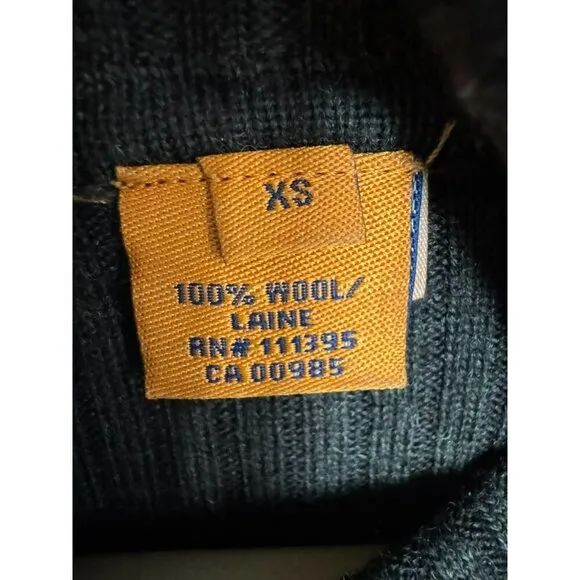 XS
100% WOOL/
LAINE
RN# 111395
CA 00985